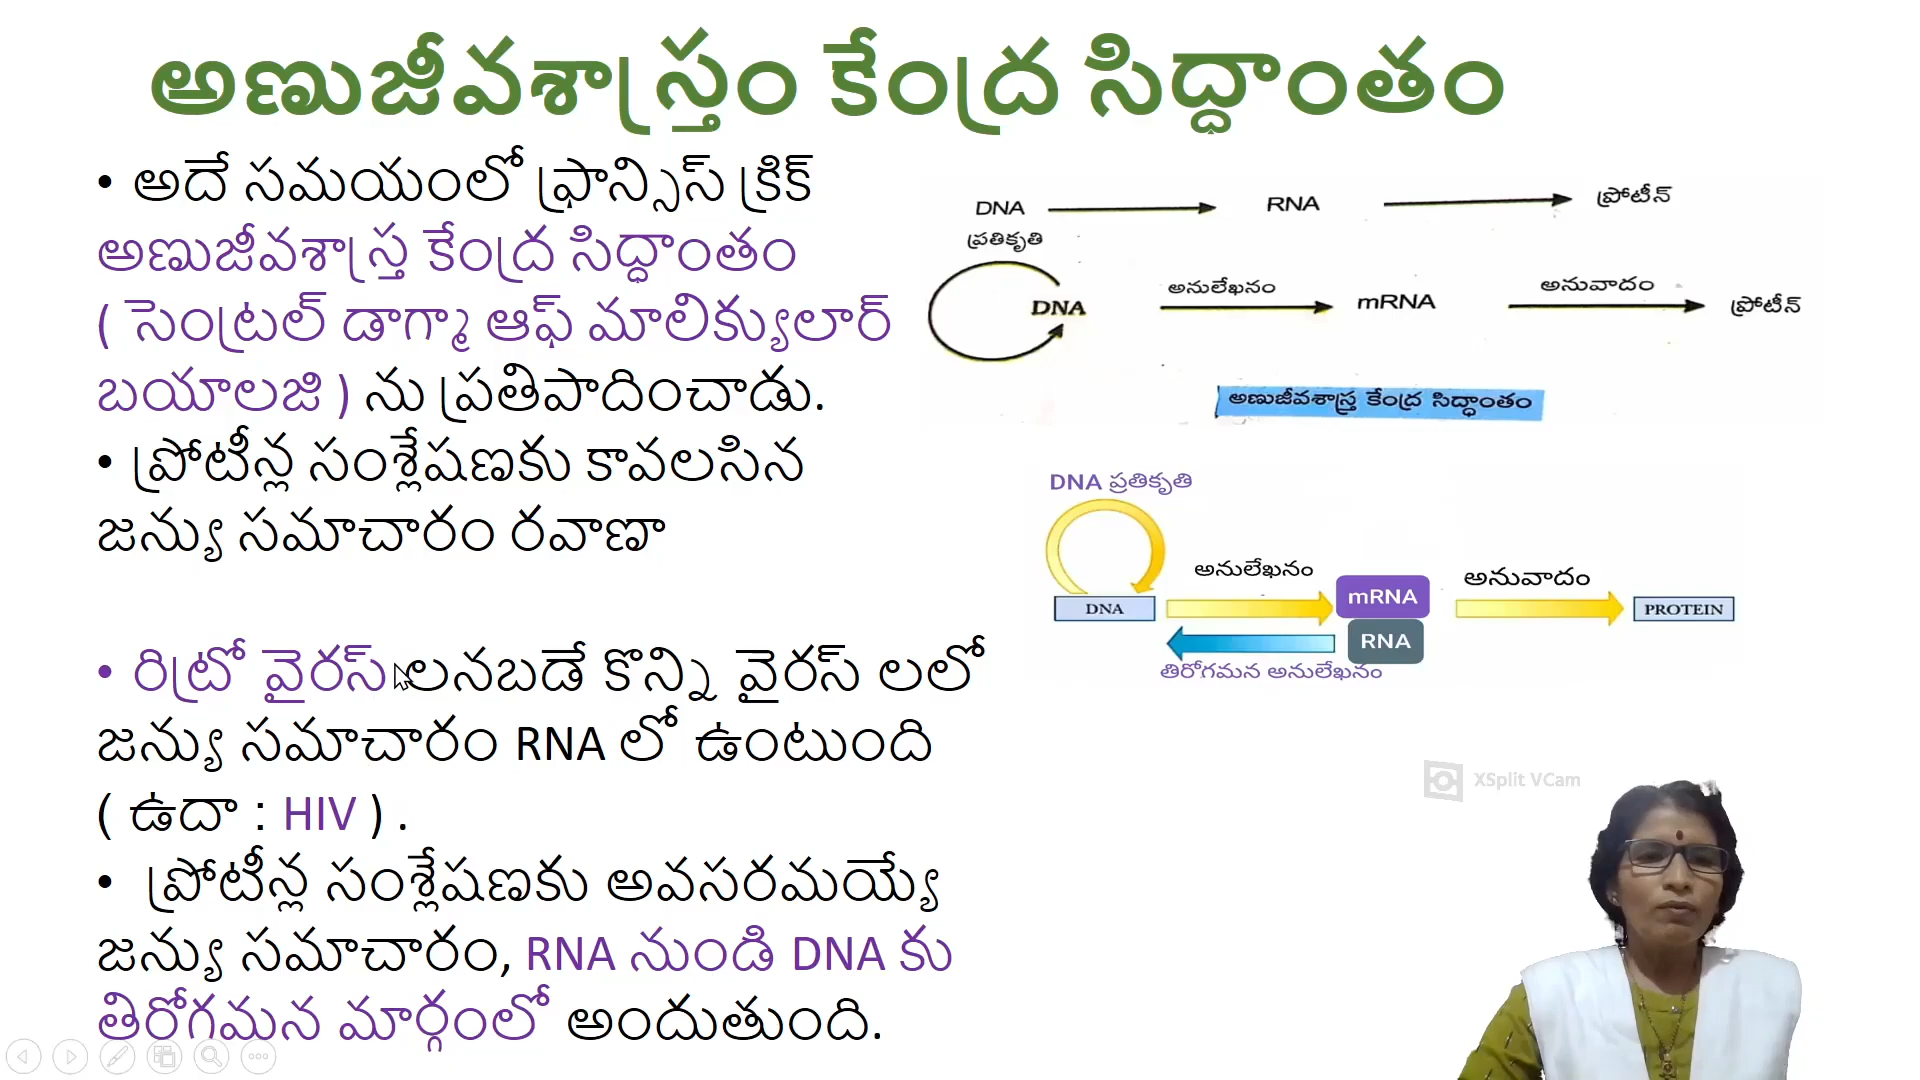 అణుజీవశాస్త్రం కేంద్ర సిద్ధాంతం
• అదే సమయంలో ఫ్రాన్సిస్ క్రిక్
అణుజీవశాస్త్ర కేంద్ర సిద్ధాంతం
( సెంట్రల్ డాగ్మా ఆఫ్ మాలిక్యులార్
బయాలజి ) ను ప్రతిపాదించాడు.
• ప్రోటీన్ల సంశ్లేషణకు కావలసిన
జన్యు సమాచారం రవాణా
• రిట్రో వైరస్ లనబడే కొన్ని వైరస్ లలో
జన్యు సమాచారం RNA లో ఉంటుంది
( ఉదా : HIV ) .
• ప్రోటీన్ల సంశ్లేషణకు అవసరమయ్యే
జన్యు సమాచారం, RNA నుండి DNA కు
తిరోగమన మార్గంలో అందుతుంది.
DNA RNA ప్రోటీన్
ప్రతికృతి
అనులేఖనం అనువాదం
DNA mRNA ప్రోటీన్
అణుజీవశాస్త్ర కేంద్ర సిద్ధాంతం
DNA ప్రతికృతి
అనులేఖనం అనువాదం
DNA mRNA PROTEIN
RNA
తిరోగమన అనులేఖనం
XSplit VCam